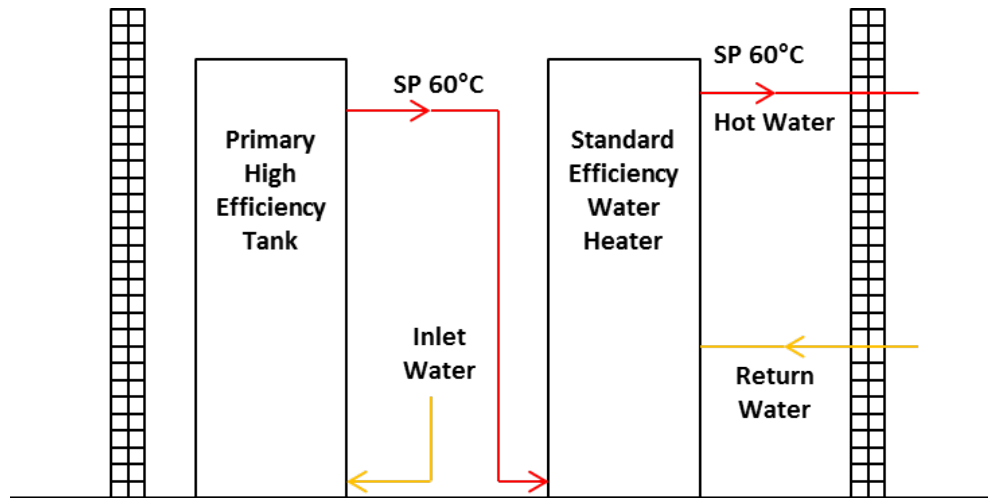 Primary
High
Efficiency
Tank
SP 60°C
Inlet
Water
Standard
Efficiency
Water
Heater
SP 60°C
Hot Water
Return
Water